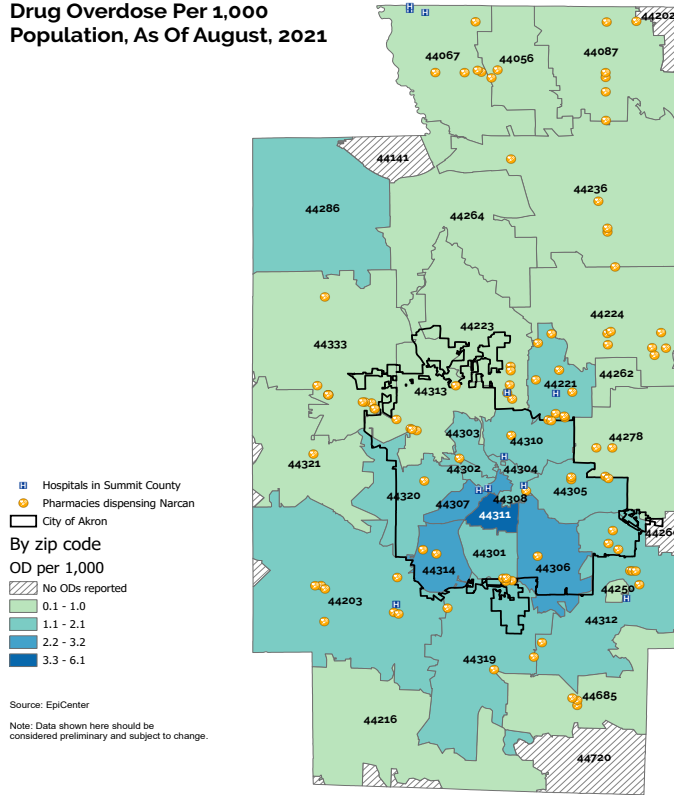 Drug Overdose Per 1,000
Population, As Of August, 2021
44202
44067
44056
44087
44141
44236
44286
44264
44224
44223
44333
44262
44221
44313
44303
44310
44278
44321
44302
44304
44320
44305
44307
44308
44311
44301
44314
44306
44250
44203
44312
44319
44685
44216
44720
H Hospitals in Summit County
Pharmacies dispensing Narcan
City of Akron
By zip code
OD per 1,000
No ODs reported
0.1 - 1.0
1.1 - 2.1
2.2 - 3.2
3.3 - 6.1
Source: EpiCenter
Note: Data shown here should be
considered preliminary and subject to change.